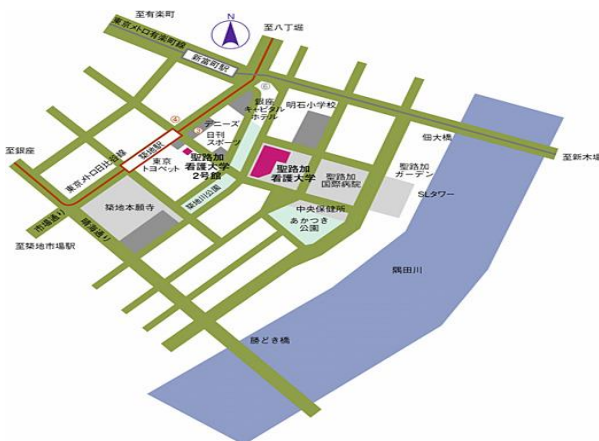 至有楽町
N
至八丁堀
東京メトロ有楽町線
新富町駅
⑥
銀座
キャピタル
ホテル
明石小学校
④
デニーズ
日刊
スポーツ
佃大橋
至新木場
至銀座
東京メトロ日比谷線
築地駅
東京
トヨペット
聖路加
看護大学
2号館
聖路加
看護大学
聖路加
国際病院
聖路加
ガーデン
SLタワー
築地川公園
築地本願寺
中央保健所
あかつき
公園
市場通り
勝海通り
至築地市場駅
隅田川
勝どき橋